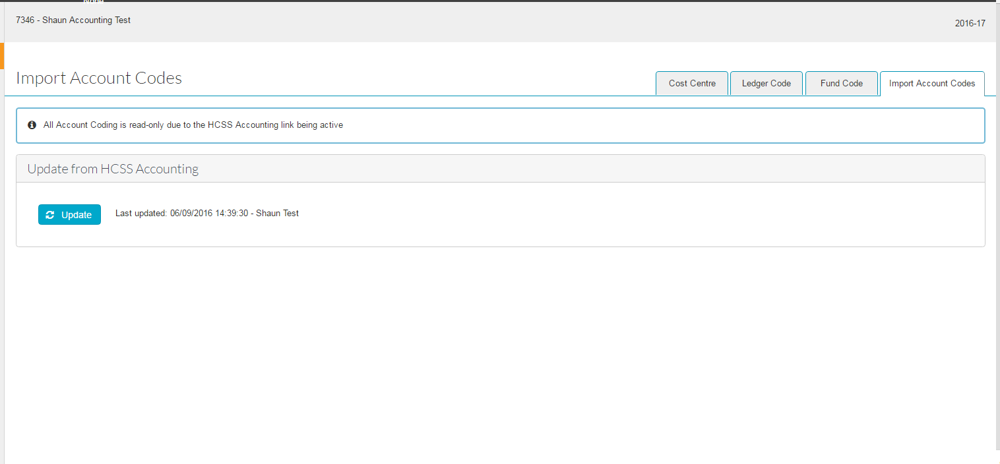 None
7346 - Shaun Accounting Test
2016-17
Import Account Codes
Cost Centre
Ledger Code
Fund Code
Import Account Codes
All Account Coding is read-only due to the HCSS Accounting link being active
Update from HCSS Accounting
Update
Last updated: 06/09/2016 14:39:30 - Shaun Test